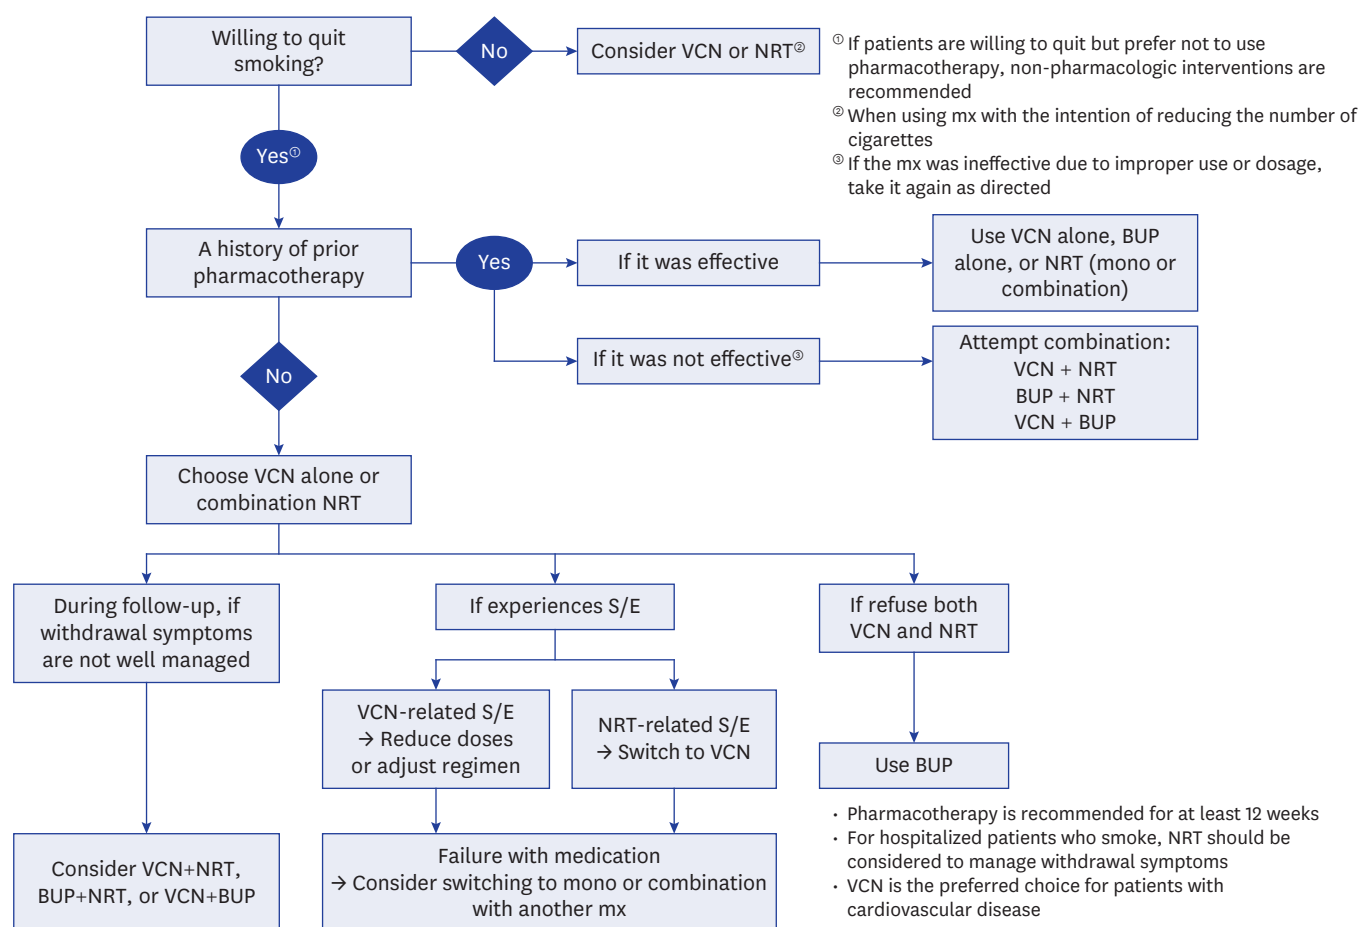 Willing to quit
smoking?
No
Consider VCN or NRT②
① If patients are willing to quit but prefer not to use
pharmacotherapy, non-pharmacologic interventions are
recommended
② When using mx with the intention of reducing the number of
cigarettes
③ If the mx was ineffective due to improper use or dosage,
take it again as directed
Yes①
A history of prior
pharmacotherapy
Yes
If it was effective
Use VCN alone, BUP
alone, or NRT (mono or
combination)
If it was not effective③
Attempt combination:
VCN + NRT
BUP + NRT
VCN + BUP
No
Choose VCN alone or
combination NRT
During follow-up, if
withdrawal symptoms
are not well managed
If experiences S/E
If refuse both
VCN and NRT
VCN-related S/E
→ Reduce doses
or adjust regimen
NRT-related S/E
→ Switch to VCN
Use BUP
Consider VCN+NRT,
BUP+NRT, or VCN+BUP
Failure with medication
→ Consider switching to mono or combination
with another mx
· Pharmacotherapy is recommended for at least 12 weeks
· For hospitalized patients who smoke, NRT should be
considered to manage withdrawal symptoms
· VCN is the preferred choice for patients with
cardiovascular disease